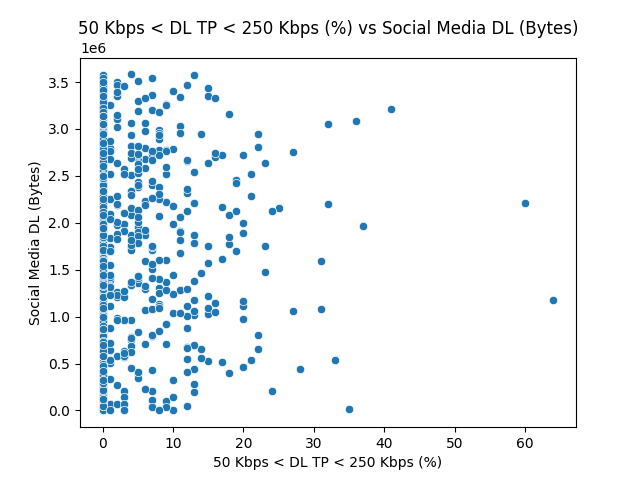 50 Kbps < DL TP < 250 Kbps (%) vs Social Media DL (Bytes)
1e6
3.5
3.0
2.5
2.0
1.5
1.0
0.5
0.0
Social Media DL (Bytes)
0 10 20 30 40 50 60
50 Kbps < DL TP < 250 Kbps (%)